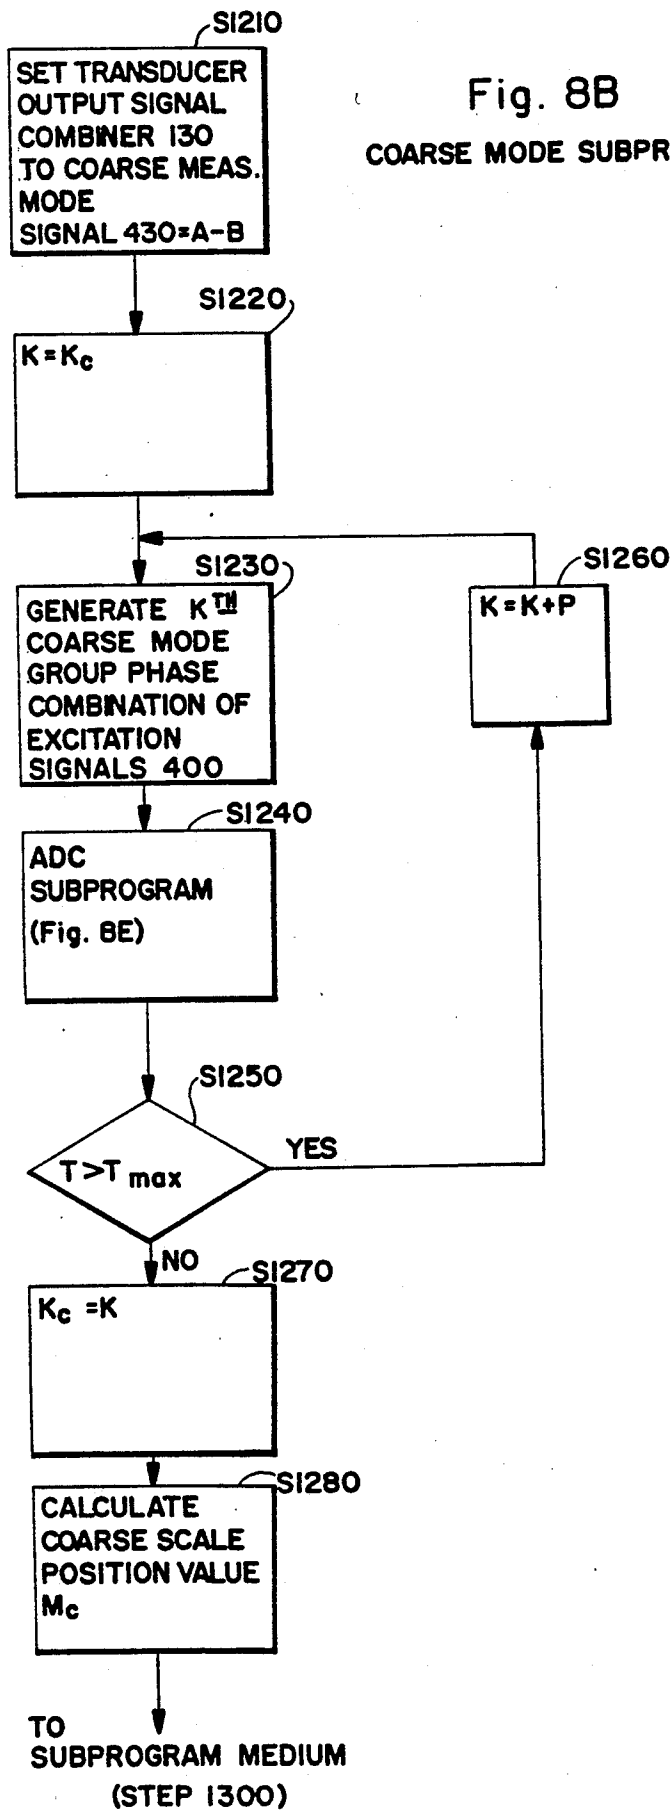 S1210
SET TRANSDUCER
OUTPUT SIGNAL
COMBINER 130
TO COARSE MEAS.
MODE
SIGNAL 430=A-B
Fig. 8B
COARSE MODE SUBPR
S1220
K=Kc
S1230
GENERATE KTH
COARSE MODE
GROUP PHASE
COMBINATION OF
EXCITATION
SIGNALS 400
S1260
K=K+P
S1240
ADC
SUBPROGRAM
(Fig. 8E)
S1250
T>Tmax
YES
NO
S1270
Kc =K
S1280
CALCULATE
COARSE SCALE
POSITION VALUE
Mc
TO
SUBPROGRAM MEDIUM
(STEP 1300)